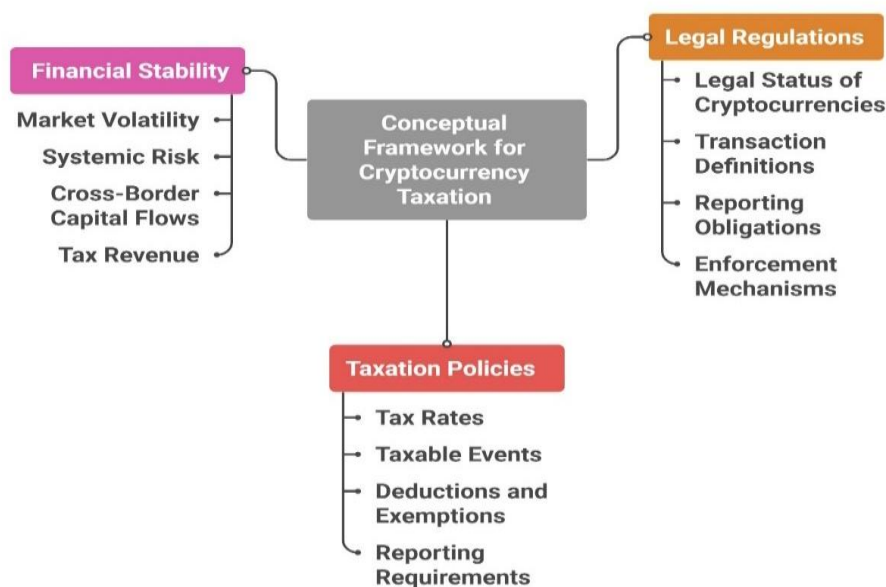 Financial Stability
Market Volatility
Systemic Risk
Cross-Border
Capital Flows
Tax Revenue
Conceptual
Framework for
Cryptocurrency
Taxation
Legal Regulations
Legal Status of
Cryptocurrencies
Transaction
Definitions
Reporting
Obligations
Enforcement
Mechanisms
Taxation Policies
Tax Rates
Taxable Events
Deductions and
Exemptions
Reporting
Requirements